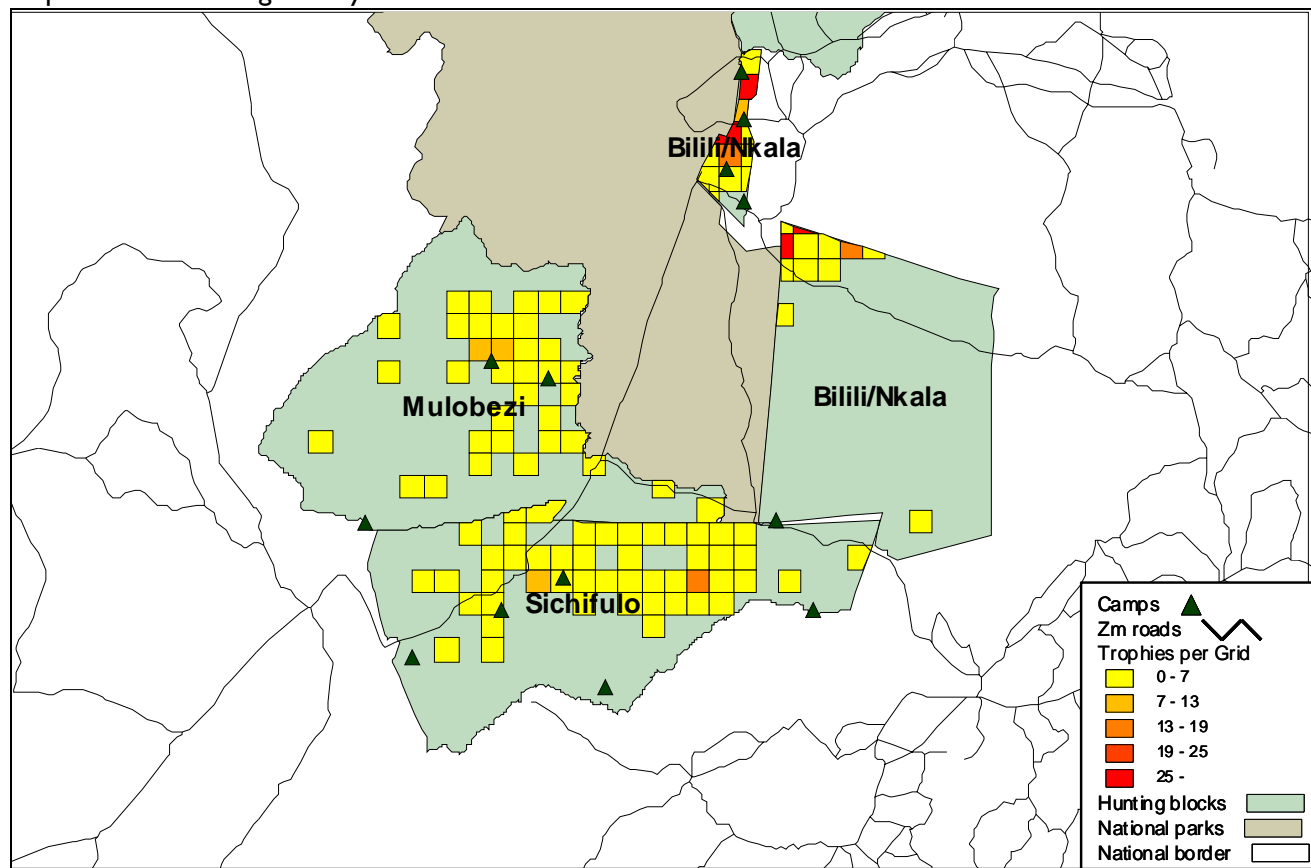 Bilili/Nkala
Bilili/Nkala
Mulobezi
Sichifulo
Camps
Zm roads
Trophies per Grid
0 - 7
7 - 13
13 - 19
19 - 25
25 -
Hunting blocks
National parks
National border